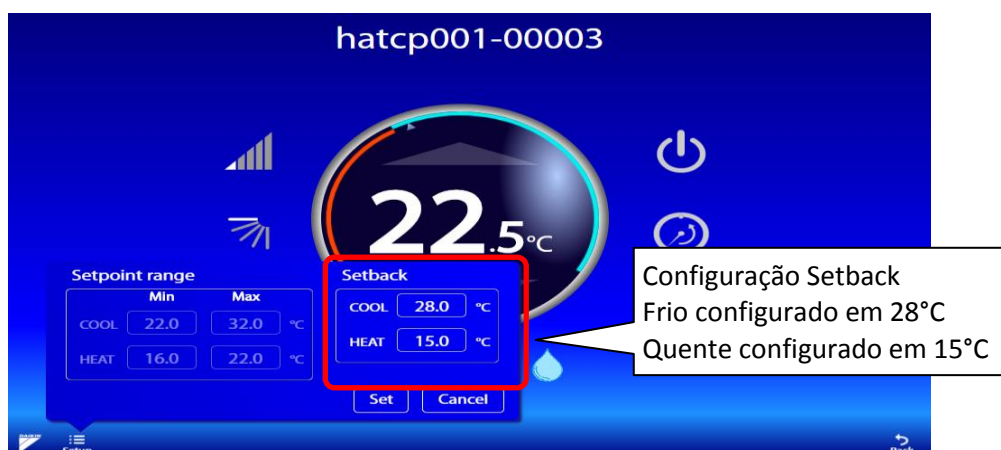 hatcp001-00003
22.5°C
Setpoint range
Min Max
COOL 22.0 32.0 °C
HEAT 16.0 22.0 °C
Setback
COOL 28.0 °C
HEAT 15.0 °C
Set Cancel
Configuração Setback
Frio configurado em 28°C
Quente configurado em 15°C
DAIKIN
Setup
Back